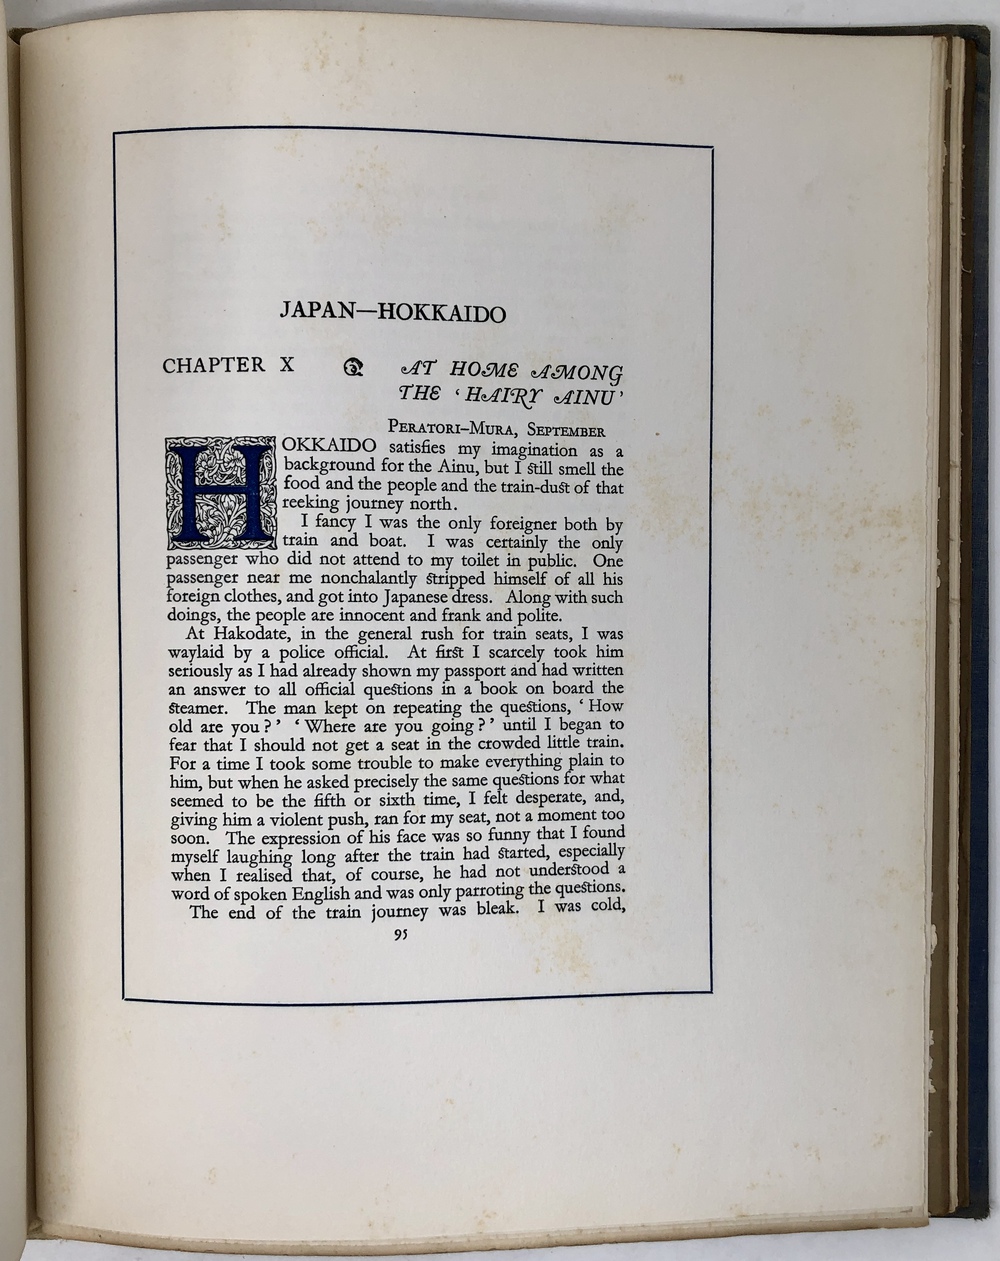 JAPAN—HOKKAIDO
CHAPTER X
AT HOME AMONG
THE ‘HAIRY AINU’
PERATORI–MURA, SEPTEMBER
HOKKAIDO satisfies my imagination as a
background for the Ainu, but I still smell the
food and the people and the train-dust of that
reeking journey north.
I fancy I was the only foreigner both by
train and boat. I was certainly the only
passenger who did not attend to my toilet in public. One
passenger near me nonchalantly stripped himself of all his
foreign clothes, and got into Japanese dress. Along with such
doings, the people are innocent and frank and polite.
At Hakodate, in the general rush for train seats, I was
waylaid by a police official. At first I scarcely took him
seriously as I had already shown my passport and had written
an answer to all official questions in a book on board the
steamer. The man kept on repeating the questions, ‘ How
old are you ? ’ ‘ Where are you going ? ’ until I began to
fear that I should not get a seat in the crowded little train.
For a time I took some trouble to make everything plain to
him, but when he asked precisely the same questions for what
seemed to be the fifth or sixth time, I felt desperate, and,
giving him a violent push, ran for my seat, not a moment too
soon. The expression of his face was so funny that I found
myself laughing long after the train had started, especially
when I realised that, of course, he had not understood a
word of spoken English and was only parroting the questions.
The end of the train journey was bleak. I was cold,
95